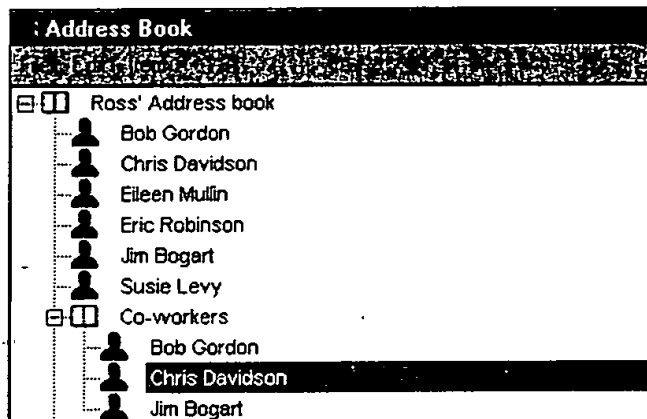 Address Book
Ross' Address book
Bob Gordon
Chris Davidson
Eileen Mullin
Eric Robinson
Jim Bogart
Susie Levy
Co-workers
Bob Gordon
Chris Davidson
Jim Bogart